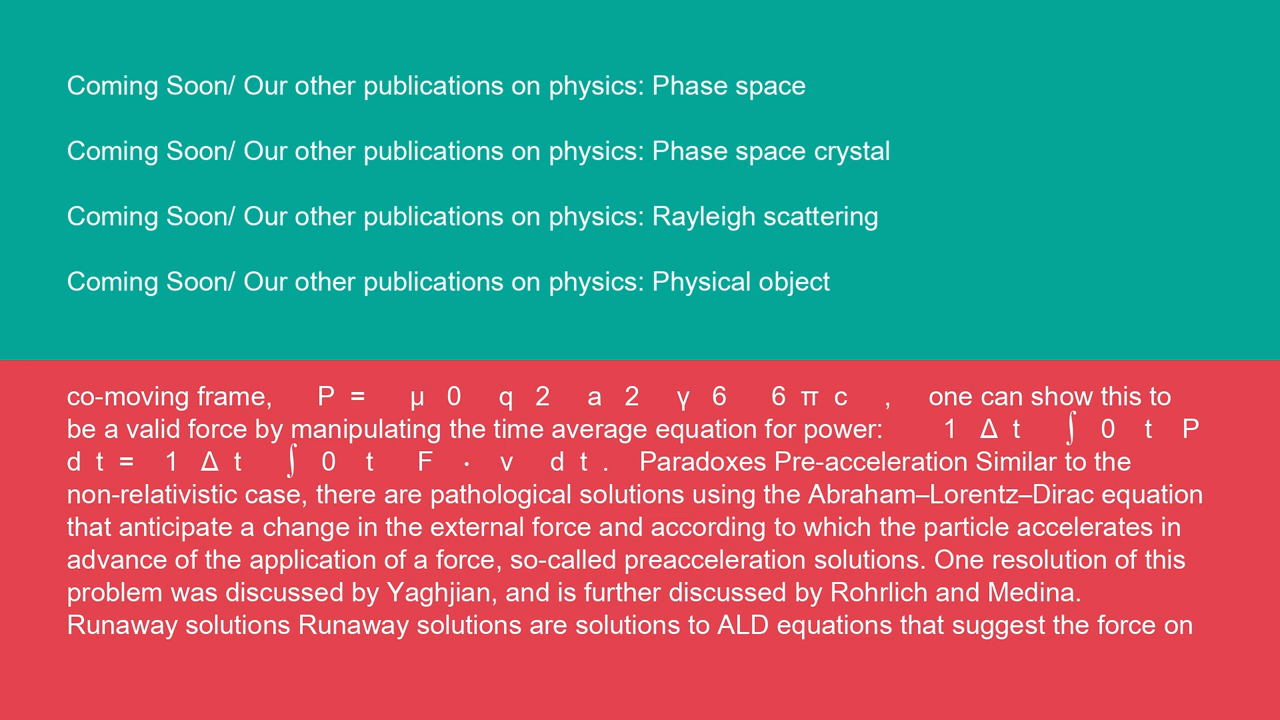 Coming Soon/ Our other publications on physics: Phase space
Coming Soon/ Our other publications on physics: Phase space crystal
Coming Soon/ Our other publications on physics: Rayleigh scattering
Coming Soon/ Our other publications on physics: Physical object
co-moving frame, P = μ 0 q 2 a 2 γ 6 6 π c , one can show this to
be a valid force by manipulating the time average equation for power: 1 Δ t ∫ 0 t P
d t = 1 Δ t ∫ 0 t F ⋅ v d t . Paradoxes Pre-acceleration Similar to the
non-relativistic case, there are pathological solutions using the Abraham–Lorentz–Dirac equation
that anticipate a change in the external force and according to which the particle accelerates in
advance of the application of a force, so-called preacceleration solutions. One resolution of this
problem was discussed by Yaghjian, and is further discussed by Rohrlich and Medina.
Runaway solutions Runaway solutions are solutions to ALD equations that suggest the force on